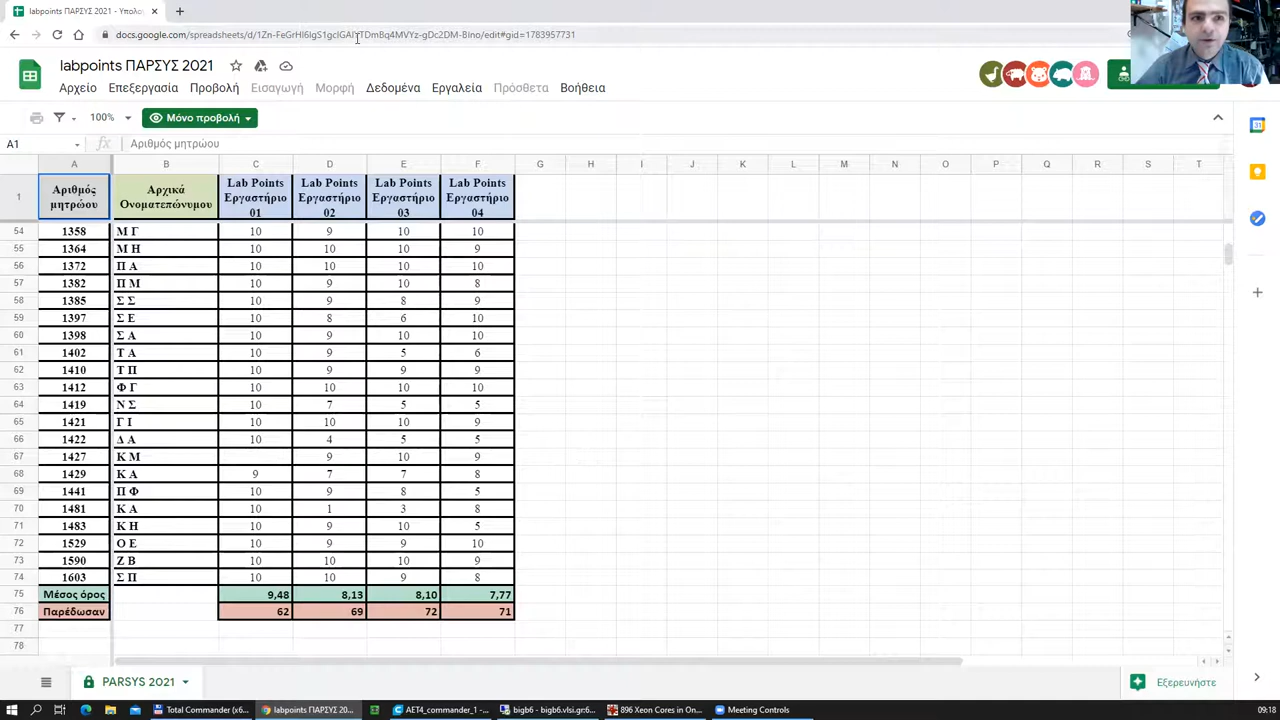 labpoints ΠΑΡΣΥΣ 2021 - Υπολο
docs.google.com/spreadsheets/d/
labpoints ΠΑΡΣΥΣ 2021
Αρχείο Επεξεργασία Προβολή Εισαγωγή Μορφή Δεδομένα Εργαλεία Πρόσθετα Βοήθεια
100% Μόνο προβολή
A1 fx Αριθμός μητρώου
A B C D E F G H I J K L M N O P Q R S T
1 Αριθμός μητρώου Αρχικά Ονοματεπώνυμου Lab Points Εργαστήριο 01 Lab Points Εργαστήριο 02 Lab Points Εργαστήριο 03 Lab Points Εργαστήριο 04
54 1358 Μ Γ 10 9 10 10
55 1364 Μ Η 10 10 10 9
56 1372 Π Α 10 10 10 10
57 1382 Π Μ 10 9 10 8
58 1385 Σ Σ 10 9 8 9
59 1397 Σ Ε 10 8 6 10
60 1398 Σ Α 10 9 10 10
61 1402 Τ Α 10 9 5 6
62 1410 Τ Π 10 9 9 9
63 1412 Φ Γ 10 10 10 10
64 1419 Ν Σ 10 7 5 5
65 1421 Γ Ι 10 10 10 9
66 1422 Δ Α 10 4 5 5
67 1427 Κ Μ 9 10 9
68 1429 Κ Α 9 7 7 8
69 1441 Π Φ 10 9 8 5
70 1481 Κ Α 10 1 3 8
71 1483 Κ Η 10 9 10 5
72 1529 Ο Ε 10 9 9 10
73 1590 Ζ Β 10 10 10 9
74 1603 Σ Π 10 10 9 8
75 Μέσος όρος 9,48 8,13 8,10 7,77
76 Παρέδωσαν 62 69 72 71
77
78
PARSYS 2021 Εξερευνήστε
Total Commander (x6... labpoints ΠΑΡΣΥΣ 20... AET4_commander_1 - ... bigb6 - bigb6.vlsi.gr:... 896 Xeon Cores in On... Meeting Controls 09:18